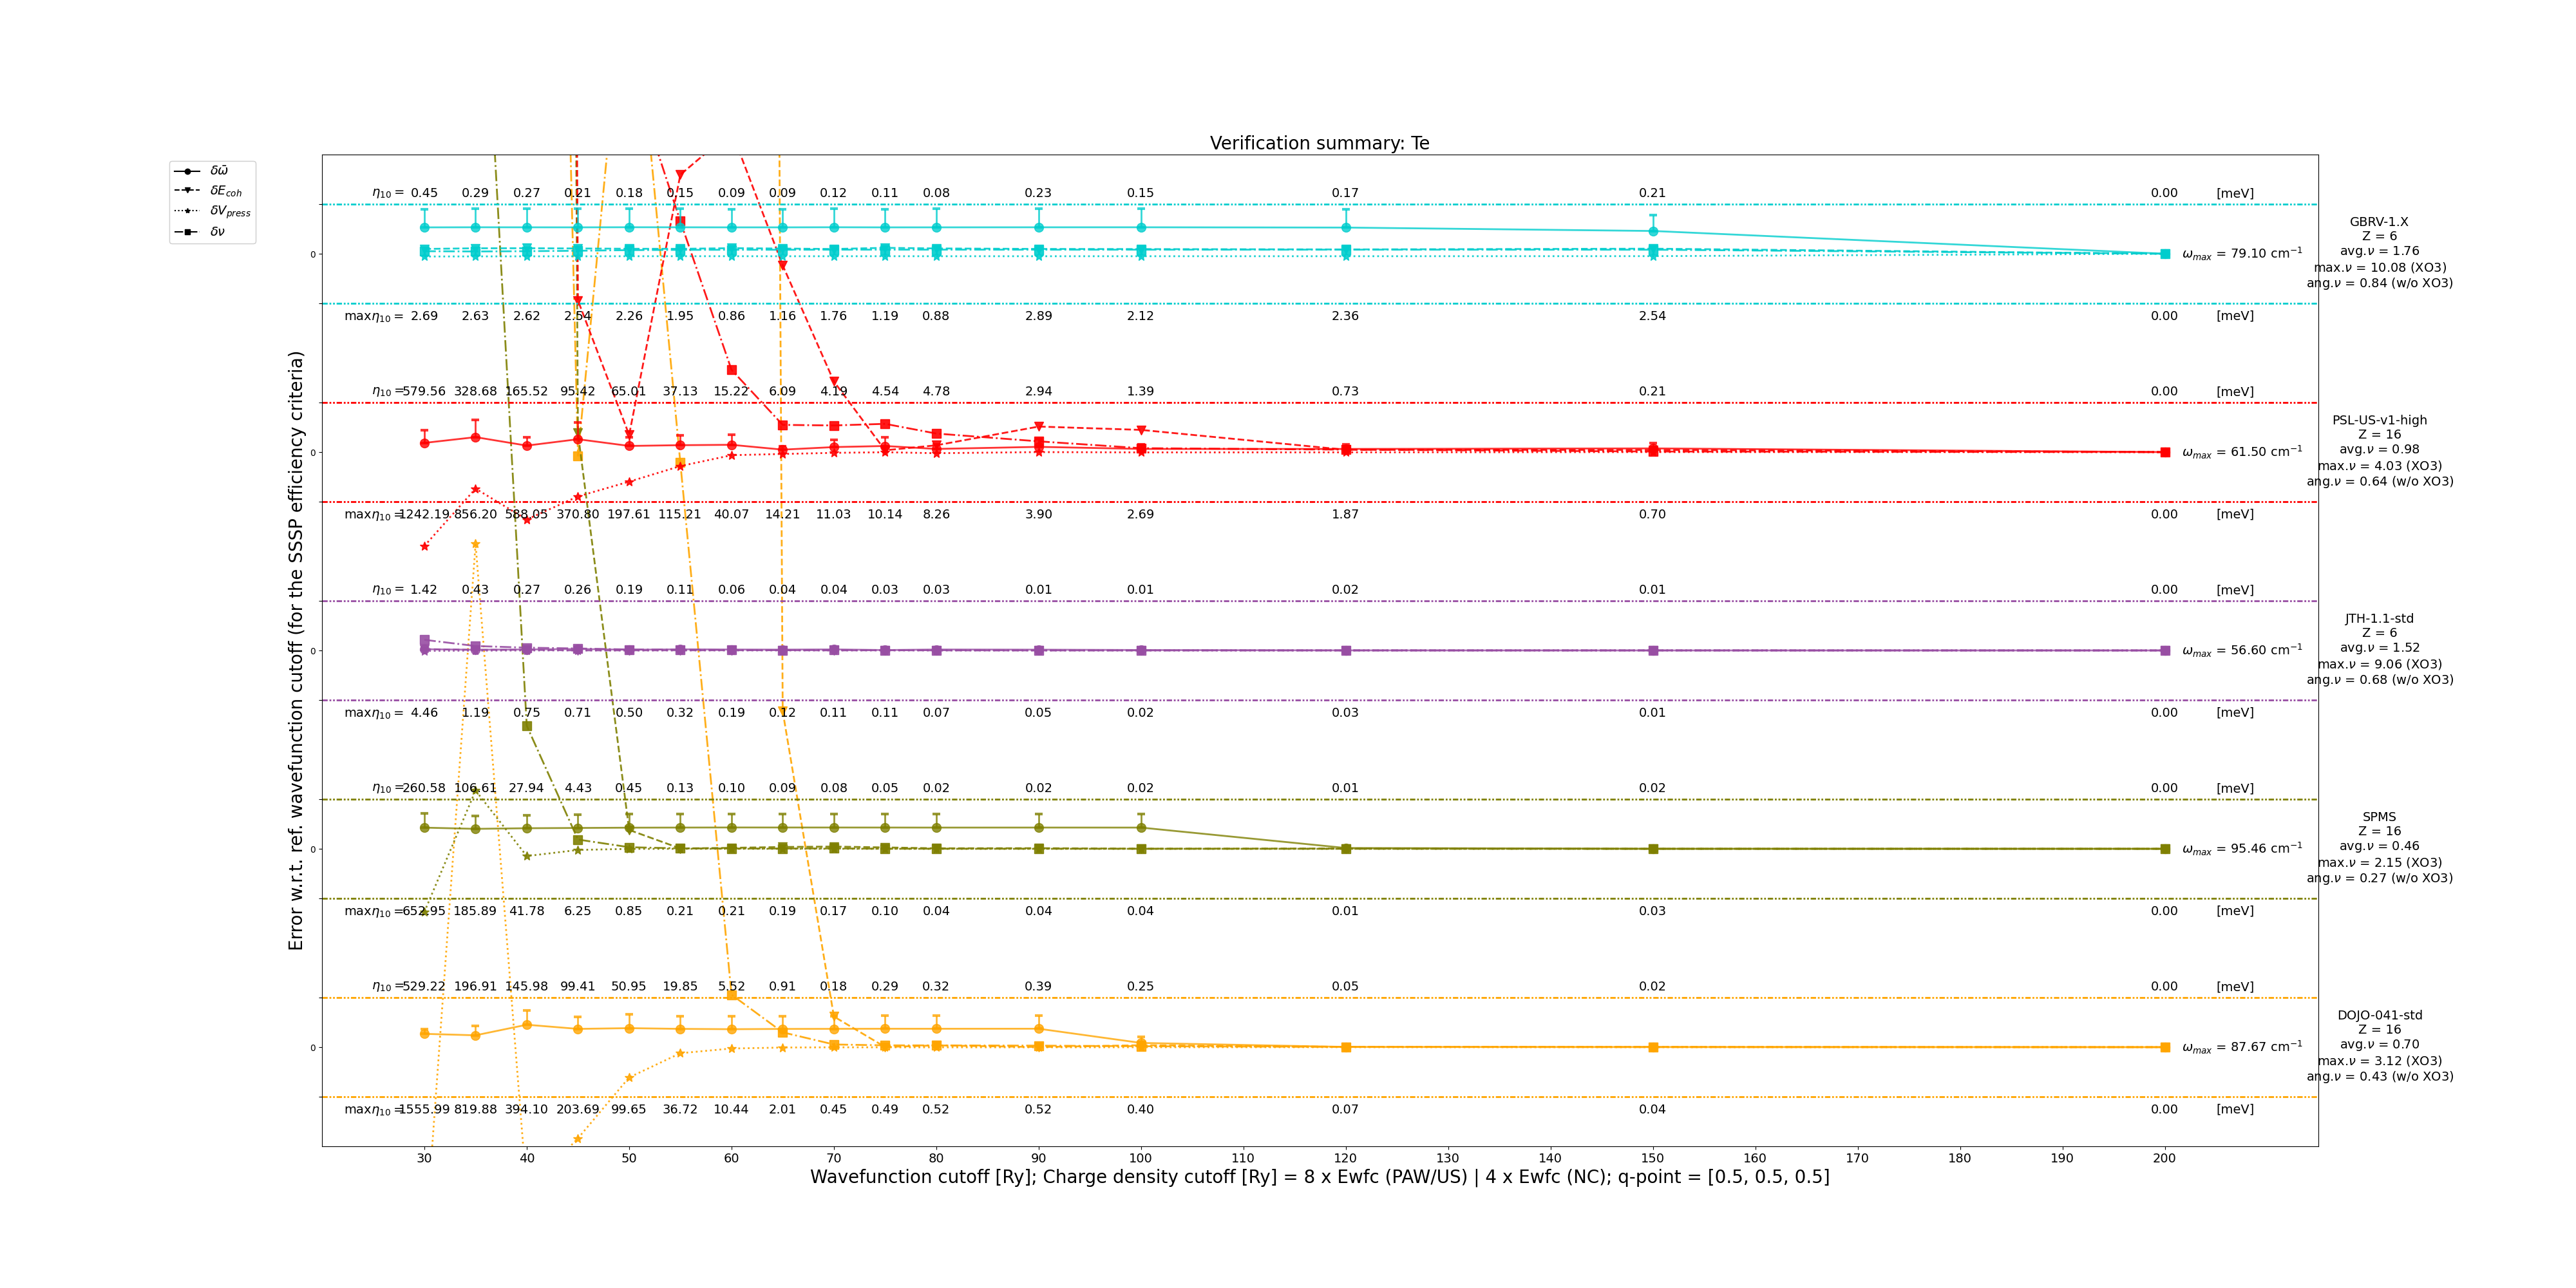 Verification summary: Te
δω̄
δE_coh
δV_press
δν
Error w.r.t. ref. wavefunction cutoff (for the SSSP efficiency criteria)
η₁₀ = 0.45 0.29 0.27 0.21 0.18 0.15 0.09 0.09 0.12 0.11 0.08 0.23 0.15 0.17 0.21 0.00 [meV]
0
ω_max = 79.10 cm⁻¹
GBRV-1.X
Z = 6
avg.ν = 1.76
max.ν = 10.08 (XO3)
ang.ν = 0.84 (w/o XO3)
maxη₁₀ = 2.69 2.63 2.62 2.54 2.26 1.95 0.86 1.16 1.76 1.19 0.88 2.89 2.12 2.36 2.54 0.00 [meV]
η₁₀ = 579.56 328.68 165.52 95.42 65.01 37.13 15.22 6.09 4.19 4.54 4.78 2.94 1.39 0.73 0.21 0.00 [meV]
0
ω_max = 61.50 cm⁻¹
PSL-US-v1-high
Z = 16
avg.ν = 0.98
max.ν = 4.03 (XO3)
ang.ν = 0.64 (w/o XO3)
maxη₁₀ = 1242.19 856.20 588.05 370.80 197.61 115.21 40.07 14.21 11.03 10.14 8.26 3.90 2.69 1.87 0.70 0.00 [meV]
η₁₀ = 1.42 0.43 0.27 0.26 0.19 0.11 0.06 0.04 0.04 0.03 0.03 0.01 0.01 0.02 0.01 0.00 [meV]
0
ω_max = 56.60 cm⁻¹
JTH-1.1-std
Z = 6
avg.ν = 1.52
max.ν = 9.06 (XO3)
ang.ν = 0.68 (w/o XO3)
maxη₁₀ = 4.46 1.19 0.75 0.71 0.50 0.32 0.19 0.12 0.11 0.11 0.07 0.05 0.02 0.03 0.01 0.00 [meV]
η₁₀ = 260.58 106.61 27.94 4.43 0.45 0.13 0.10 0.09 0.08 0.05 0.02 0.02 0.02 0.01 0.02 0.00 [meV]
0
ω_max = 95.46 cm⁻¹
SPMS
Z = 16
avg.ν = 0.46
max.ν = 2.15 (XO3)
ang.ν = 0.27 (w/o XO3)
maxη₁₀ = 652.95 185.89 41.78 6.25 0.85 0.21 0.21 0.19 0.17 0.10 0.04 0.04 0.04 0.01 0.03 0.00 [meV]
η₁₀ = 529.22 196.91 145.98 99.41 50.95 19.85 5.52 0.91 0.18 0.29 0.32 0.39 0.25 0.05 0.02 0.00 [meV]
0
ω_max = 87.67 cm⁻¹
DOJO-041-std
Z = 16
avg.ν = 0.70
max.ν = 3.12 (XO3)
ang.ν = 0.43 (w/o XO3)
maxη₁₀ = 1555.99 819.88 394.10 203.69 99.65 36.72 10.44 2.01 0.45 0.49 0.52 0.52 0.40 0.07 0.04 0.00 [meV]
30 40 50 60 70 80 90 100 110 120 130 140 150 160 170 180 190 200
Wavefunction cutoff [Ry]; Charge density cutoff [Ry] = 8 x Ewfc (PAW/US) | 4 x Ewfc (NC); q-point = [0.5, 0.5, 0.5]